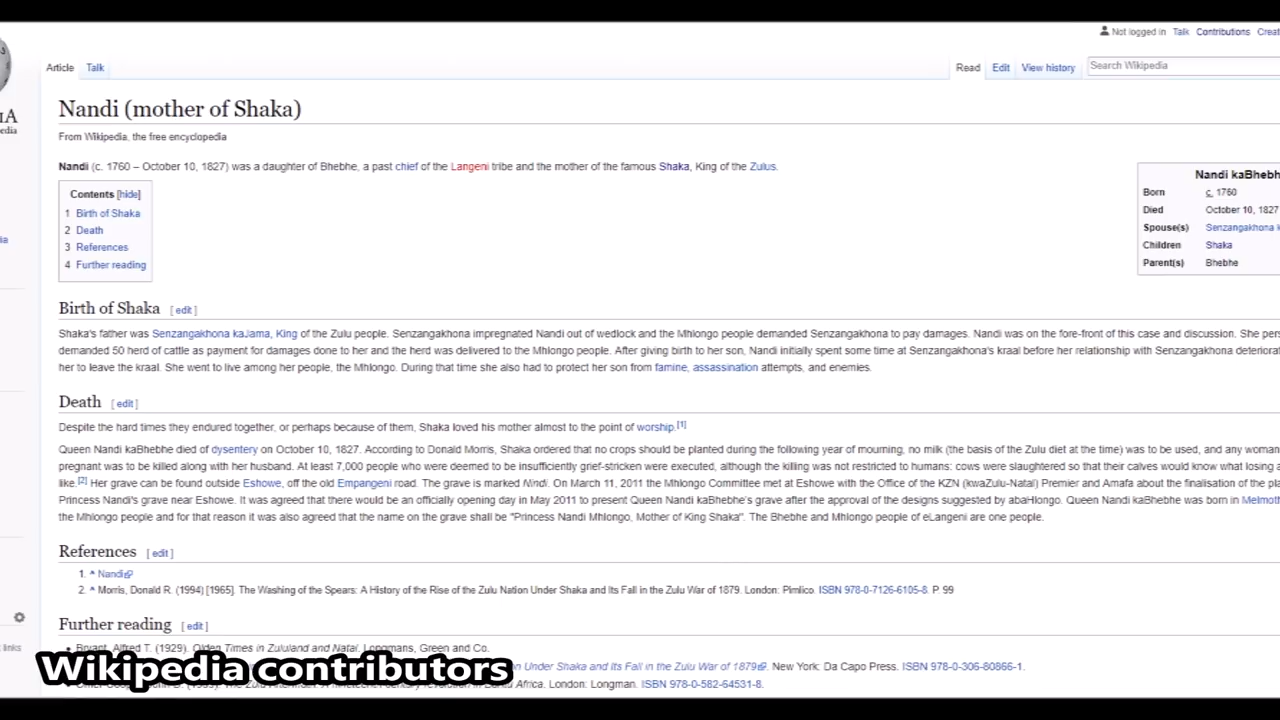 Not logged in Talk Contributions Creat
Article Talk
Read Edit View history Search Wikipedia
IA
edia
Nandi (mother of Shaka)
From Wikipedia, the free encyclopedia
Nandi (c. 1760 – October 10, 1827) was a daughter of Bhebhe, a past chief of the Langeni tribe and the mother of the famous Shaka, King of the Zulus.
Contents [hide]
1 Birth of Shaka
2 Death
3 References
4 Further reading
Nandi kaBhebh
Born c. 1760
Died October 10, 1827
Spouse(s) Senzangakhona k
Children Shaka
Parent(s) Bhebhe
ia
Birth of Shaka [ edit ]
Shaka's father was Senzangakhona kaJama, King of the Zulu people. Senzangakhona impregnated Nandi out of wedlock and the Mhlongo people demanded Senzangakhona to pay damages. Nandi was on the fore-front of this case and discussion. She pers
demanded 50 herd of cattle as payment for damages done to her and the herd was delivered to the Mhlongo people. After giving birth to her son, Nandi initially spent some time at Senzangakhona's kraal before her relationship with Senzangakhona deteriorat
her to leave the kraal. She went to live among her people, the Mhlongo. During that time she also had to protect her son from famine, assassination attempts, and enemies.
Death [ edit ]
Despite the hard times they endured together, or perhaps because of them, Shaka loved his mother almost to the point of worship.[1]
Queen Nandi kaBhebhe died of dysentery on October 10, 1827. According to Donald Morris, Shaka ordered that no crops should be planted during the following year of mourning, no milk (the basis of the Zulu diet at the time) was to be used, and any woman
pregnant was to be killed along with her husband. At least 7,000 people who were deemed to be insufficiently grief-stricken were executed, although the killing was not restricted to humans: cows were slaughtered so that their calves would know what losing a
like.[2] Her grave can be found outside Eshowe, off the old Empangeni road. The grave is marked Nindi. On March 11, 2011 the Mhlongo Committee met at Eshowe with the Office of the KZN (kwaZulu-Natal) Premier and Amafa about the finalisation of the pla
Princess Nandi's grave near Eshowe. It was agreed that there would be an officially opening day in May 2011 to present Queen Nandi kaBhebhe's grave after the approval of the designs suggested by abaHlongo. Queen Nandi kaBhebhe was born in Melmoth
the Mhlongo people and for that reason it was also agreed that the name on the grave shall be "Princess Nandi Mhlongo, Mother of King Shaka". The Bhebhe and Mhlongo people of eLangeni are one people.
References [ edit ]
1. ^ Nandi
2. ^ Morris, Donald R. (1994) [1965]. The Washing of the Spears: A History of the Rise of the Zulu Nation Under Shaka and Its Fall in the Zulu War of 1879. London: Pimlico. ISBN 978-0-7126-6105-8. P. 99
Further reading [ edit ]
links
Bryant, Alfred T. (1929). Olden Times in Zululand and Natal. Longmans, Green and Co.
Under Shaka and Its Fall in the Zulu War of 1879. New York: Da Capo Press. ISBN 978-0-306-80866-1.
Africa. London: Longman. ISBN 978-0-582-64531-8.
Wikipedia contributors